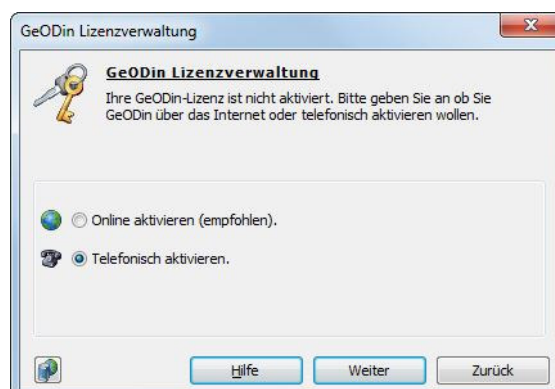 GeODin Lizenzverwaltung
GeODin Lizenzverwaltung
Ihre GeODin-Lizenz ist nicht aktiviert. Bitte geben Sie an ob Sie
GeODin über das Internet oder telefonisch aktivieren wollen.
Online aktivieren (empfohlen).
Telefonisch aktivieren.
Hilfe
Weiter
Zurück